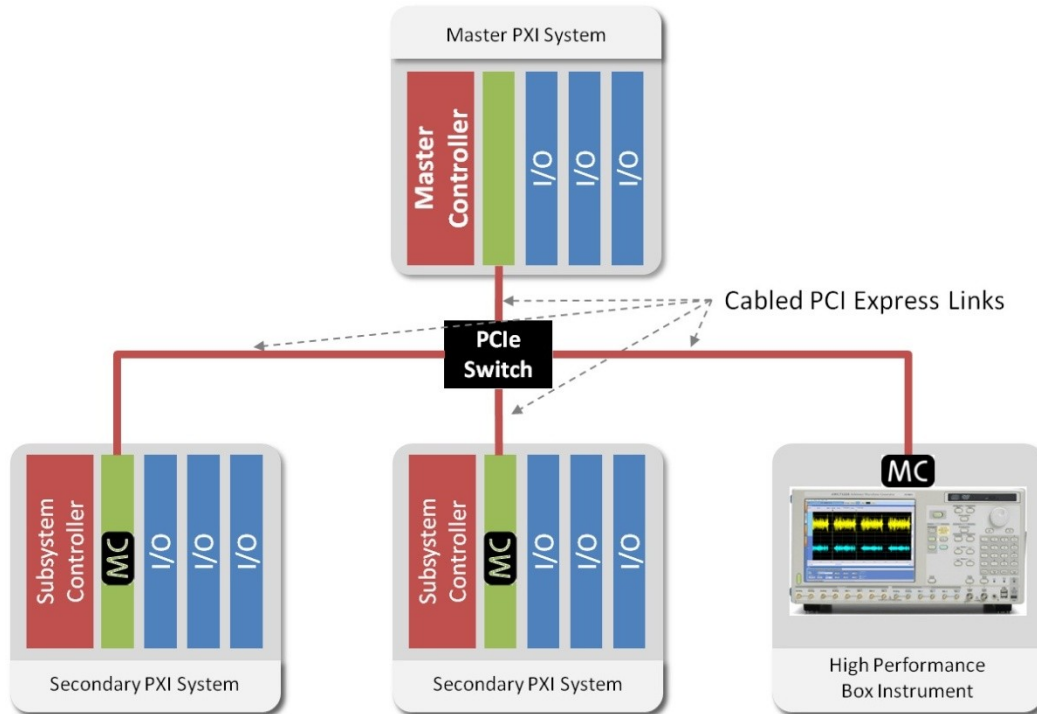 Master PXI System
Master
Controller
I/O
I/O
I/O
Cabled PCI Express Links
PCIe
Switch
Subsystem
Controller
MC
I/O
I/O
I/O
Secondary PXI System
Subsystem
Controller
MC
I/O
I/O
I/O
Secondary PXI System
MC
High Performance
Box Instrument